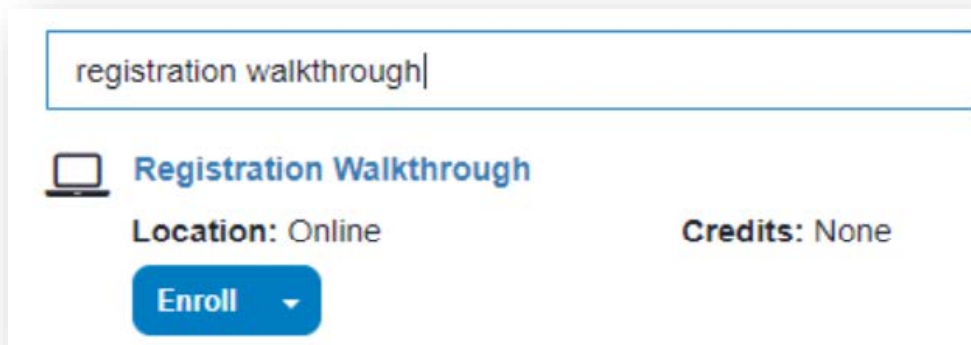 registration walkthrough
Registration Walkthrough
Location: Online Credits: None
Enroll